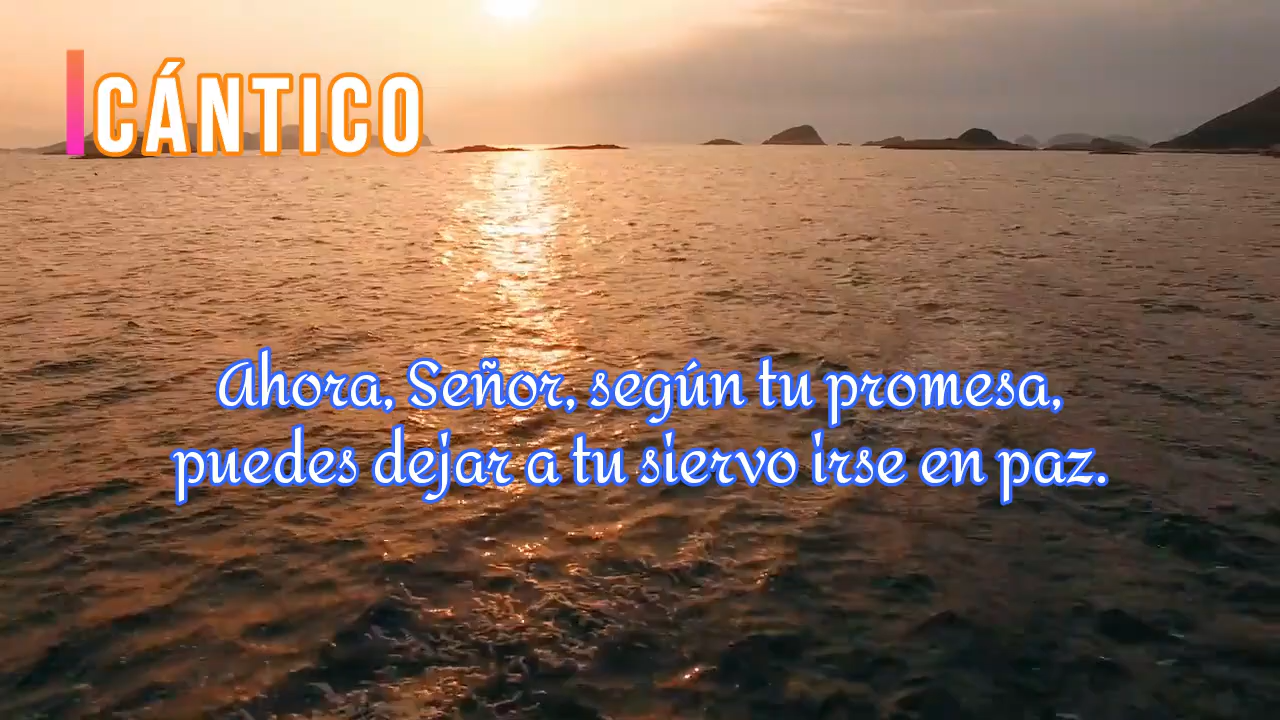 CÁNTICO
Ahora, Señor, según tu promesa,
puedes dejar a tu siervo irse en paz.